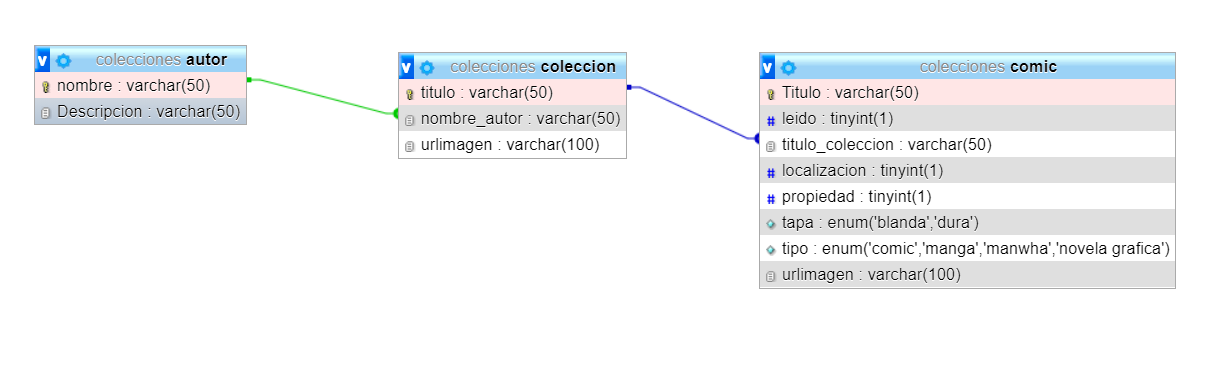 v colecciones autor
nombre : varchar(50)
Descripcion : varchar(50)
v colecciones coleccion
titulo : varchar(50)
nombre_autor : varchar(50)
urlimagen : varchar(100)
v colecciones comic
Titulo : varchar(50)
# leido : tinyint(1)
titulo_coleccion : varchar(50)
# localizacion : tinyint(1)
# propiedad : tinyint(1)
tapa : enum('blanda','dura')
tipo : enum('comic','manga','manwha','novela grafica')
urlimagen : varchar(100)